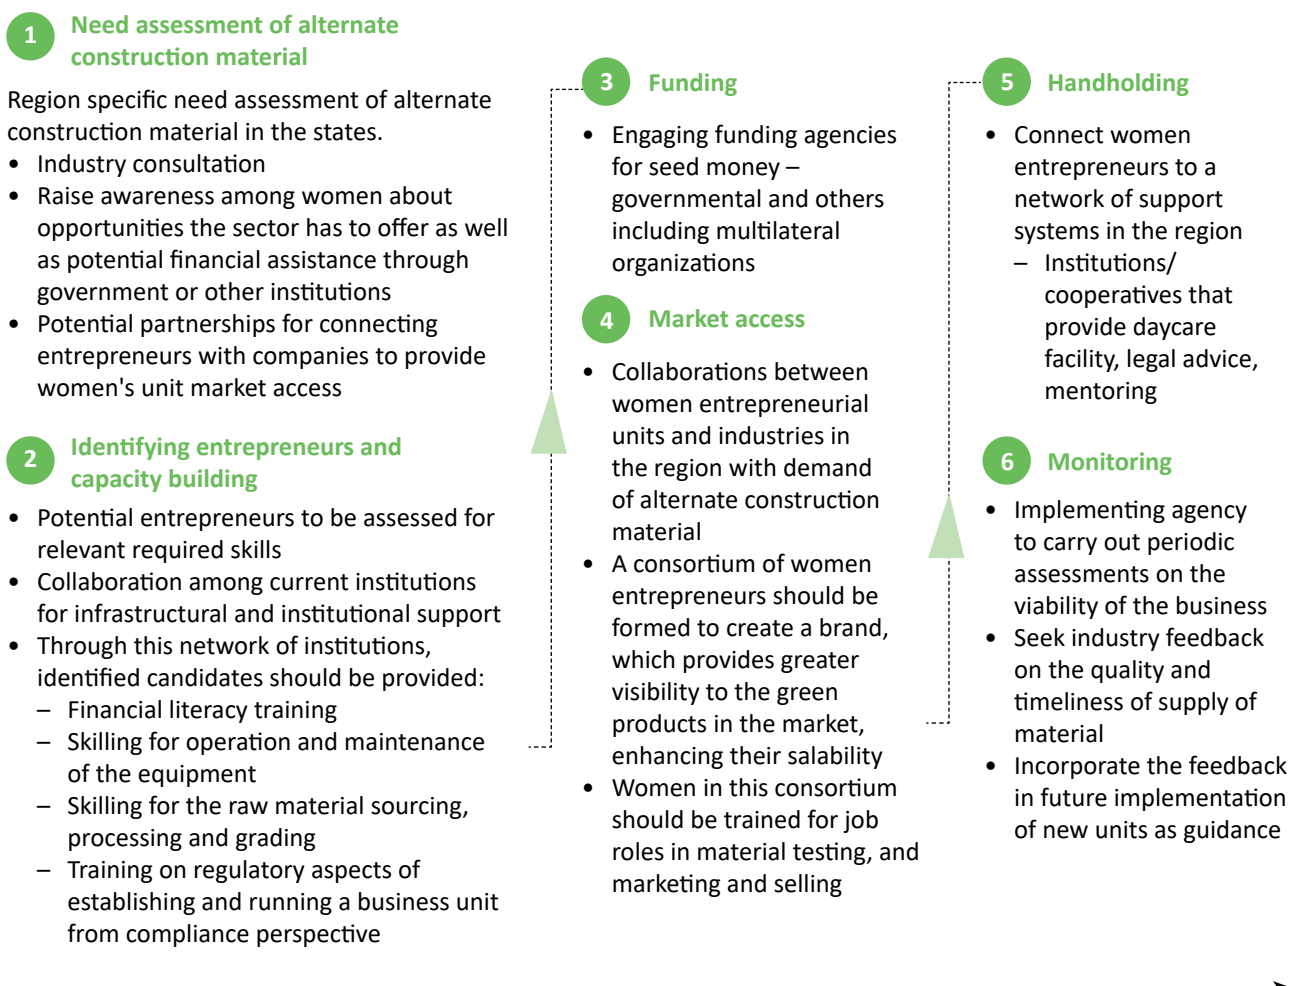 1
Need assessment of alternate
construction material
Region specific need assessment of alternate
construction material in the states.
• Industry consultation
• Raise awareness among women about
opportunities the sector has to offer as well
as potential financial assistance through
government or other institutions
• Potential partnerships for connecting
entrepreneurs with companies to provide
women's unit market access
2
Identifying entrepreneurs and
capacity building
• Potential entrepreneurs to be assessed for
relevant required skills
• Collaboration among current institutions
for infrastructural and institutional support
• Through this network of institutions,
identified candidates should be provided:
– Financial literacy training
– Skilling for operation and maintenance
of the equipment
– Skilling for the raw material sourcing,
processing and grading
– Training on regulatory aspects of
establishing and running a business unit
from compliance perspective
3 Funding
• Engaging funding agencies
for seed money –
governmental and others
including multilateral
organizations
4 Market access
• Collaborations between
women entrepreneurial
units and industries in
the region with demand
of alternate construction
material
• A consortium of women
entrepreneurs should be
formed to create a brand,
which provides greater
visibility to the green
products in the market,
enhancing their salability
• Women in this consortium
should be trained for job
roles in material testing, and
marketing and selling
5 Handholding
• Connect women
entrepreneurs to a
network of support
systems in the region
– Institutions/
cooperatives that
provide daycare
facility, legal advice,
mentoring
6 Monitoring
• Implementing agency
to carry out periodic
assessments on the
viability of the business
• Seek industry feedback
on the quality and
timeliness of supply of
material
• Incorporate the feedback
in future implementation
of new units as guidance